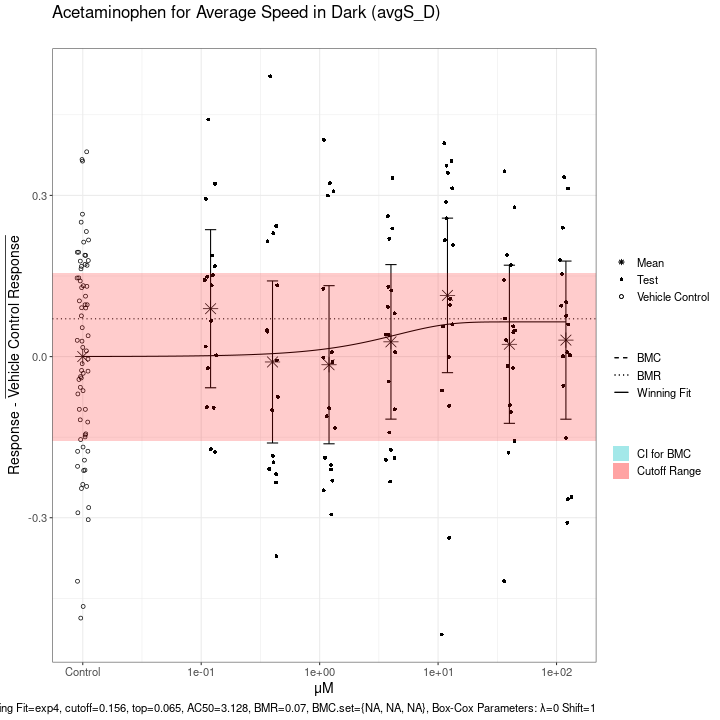 Acetaminophen for Average Speed in Dark (avgS_D)
Response - Vehicle Control Response
0.3
0.0
-0.3
Control
1e-01
1e+00
1e+01
1e+02
µM
Mean
Test
Vehicle Control
BMC
BMR
Winning Fit
CI for BMC
Cutoff Range
Fit=exp4, cutoff=0.156, top=0.065, AC50=3.128, BMR=0.07, BMC.set={NA, NA, NA}, Box-Cox Parameters: λ=0 Shift=1